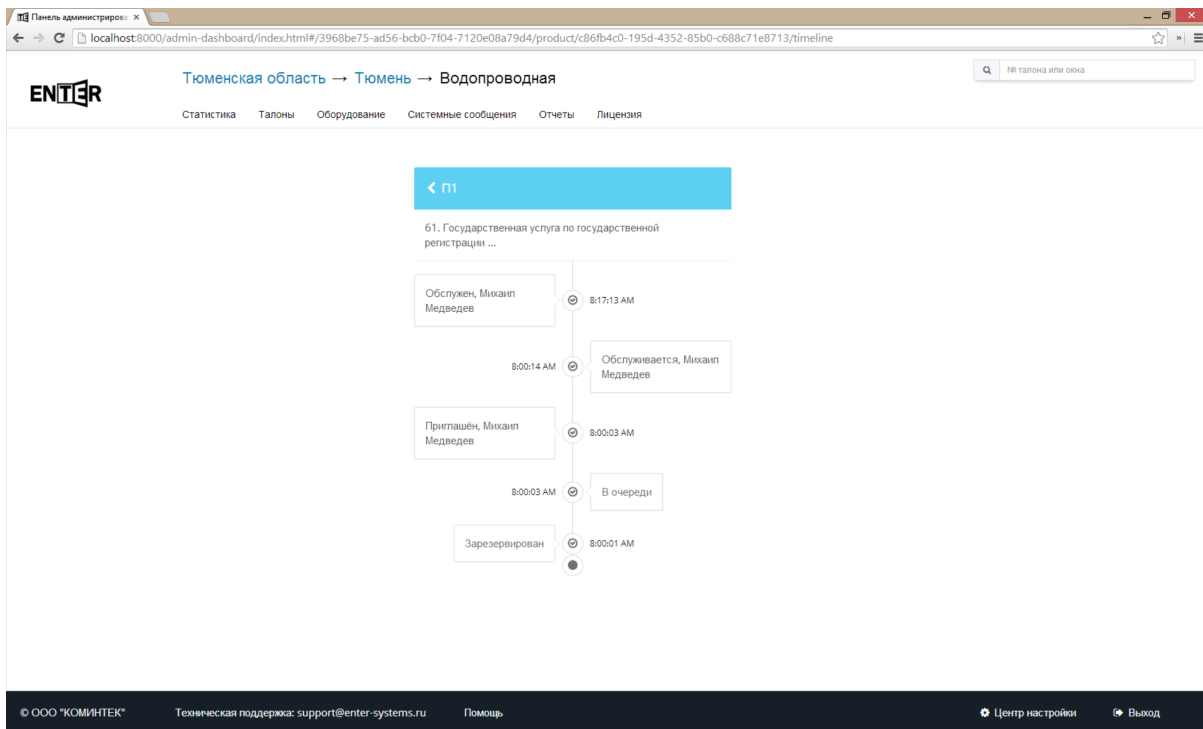 Панель администрирова
localhost:8000/admin-dashboard/index.html#/3968be75-ad56-bcb0-7f04-7120e08a79d4/product/c86fb4c0-195d-4352-85b0-c688c71e8713/timeline
ENTER
Тюменская область → Тюмень → Водопроводная
№ талона или окна
Статистика Талоны Оборудование Системные сообщения Отчеты Лицензия
П1
61. Государственная услуга по государственной
регистрации ...
Обслужен, Михаил
Медведев
8:17:13 AM
8:00:14 AM
Обслуживается, Михаил
Медведев
Приглашён, Михаил
Медведев
8:00:03 AM
8:00:03 AM
В очереди
Зарезервирован
8:00:01 AM
© ООО "КОМИНТЕК" Техническая поддержка: support@enter-systems.ru Помощь Центр настройки Выход